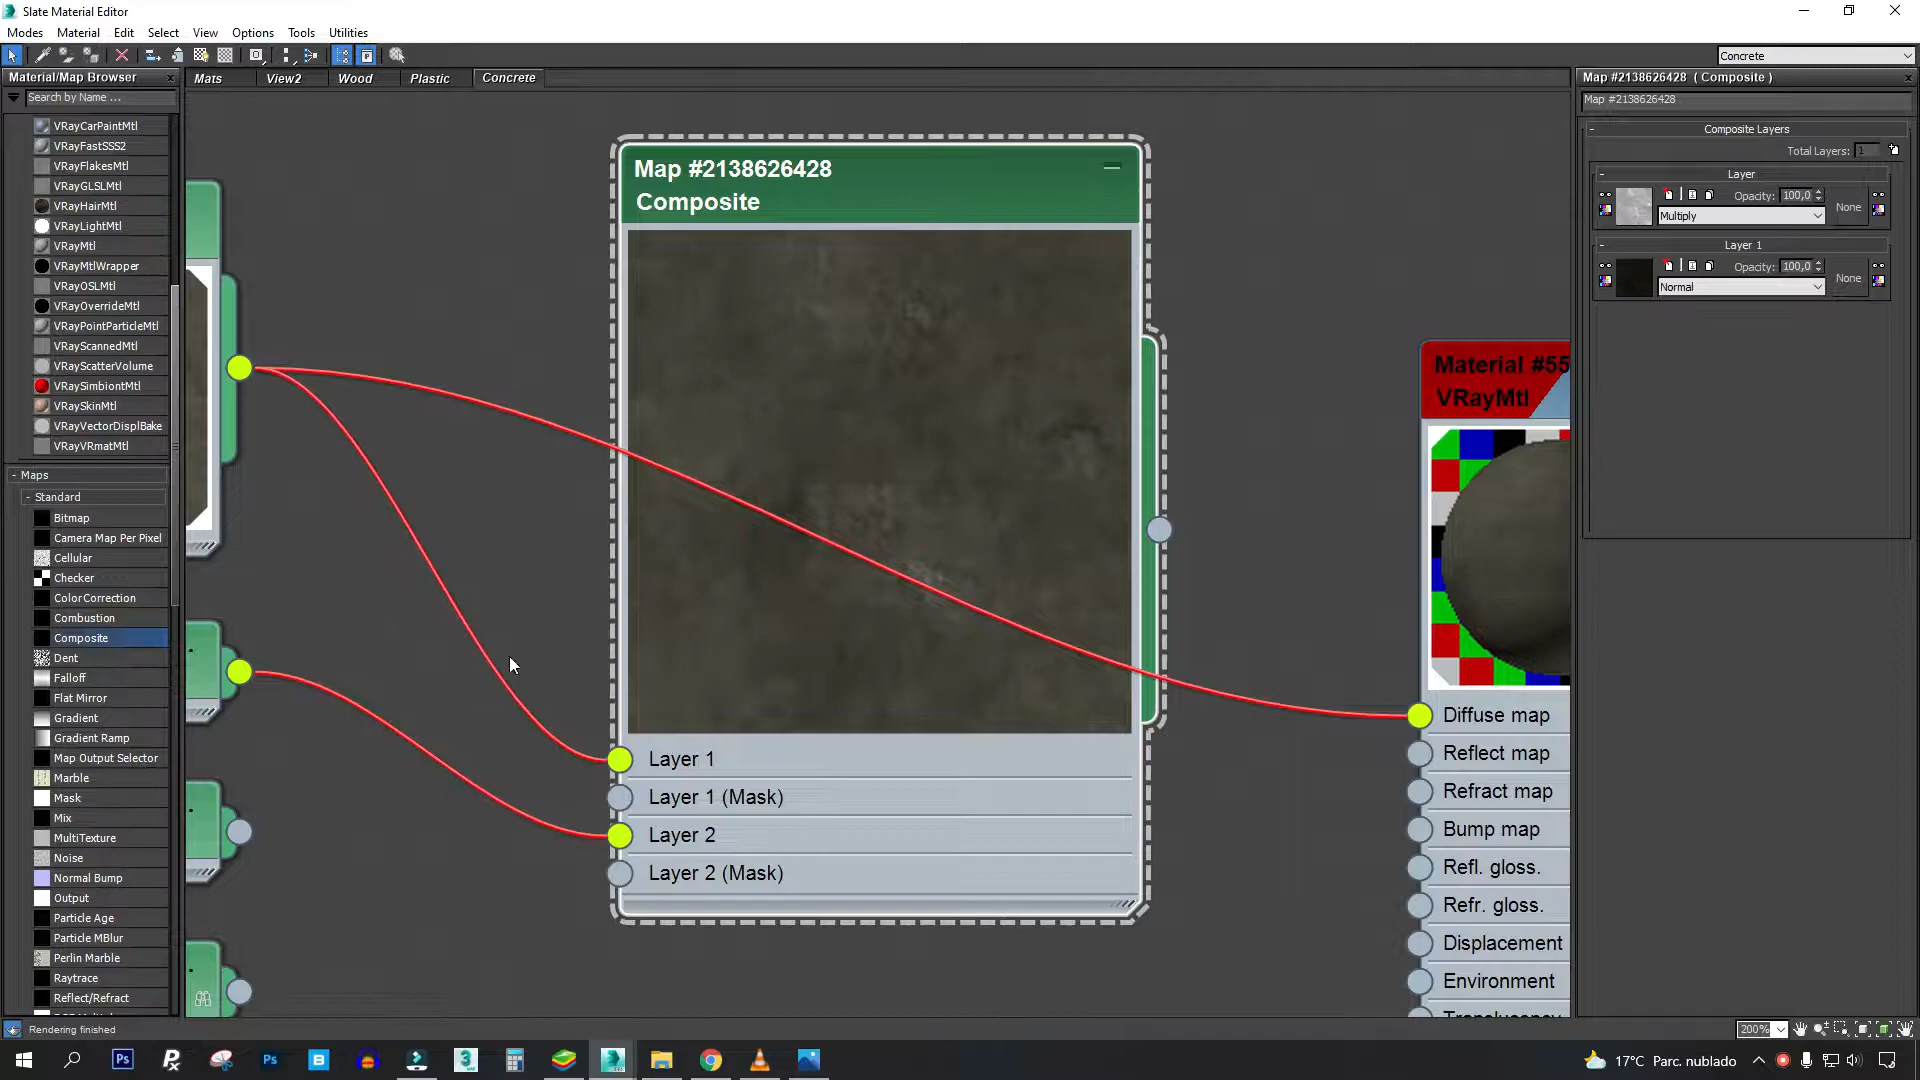 Slate Material Editor
Modes Material Edit Select View Options Tools Utilities
Concrete
Material/Map Browser
Search by Name ...
VRayCarPaintMtl
VRayFastSSS2
VRayFlakesMtl
VRayGLSLMtl
VRayHairMtl
VRayLightMtl
VRayMtl
VRayMtlWrapper
VRayOSLMtl
VRayOverrideMtl
VRayPointParticleMtl
VRayScannedMtl
VRayScatterVolume
VRaySimbiontMtl
VRaySkinMtl
VRayVectorDisplBake
VRayVRmatMtl
- Maps
- Standard
Bitmap
Camera Map Per Pixel
Cellular
Checker
ColorCorrection
Combustion
Composite
Dent
Falloff
Flat Mirror
Gradient
Gradient Ramp
Map Output Selector
Marble
Mask
Mix
MultiTexture
Noise
Normal Bump
Output
Particle Age
Particle MBlur
Perlin Marble
Raytrace
Reflect/Refract
Mats View2 Wood Plastic Concrete
Map #2138626428
Composite
Layer 1
Layer 1 (Mask)
Layer 2
Layer 2 (Mask)
Material #55
VRayMtl
Diffuse map
Reflect map
Refract map
Bump map
Refl. gloss.
Refr. gloss.
Displacement
Environment
Translucency
Map #2138626428 ( Composite )
Map #2138626428
Composite Layers
Total Layers: 1
Layer
Opacity: 100,0
None
Multiply
Layer 1
Opacity: 100,0
None
Normal
Rendering finished
200%
17°C Parc. nublado